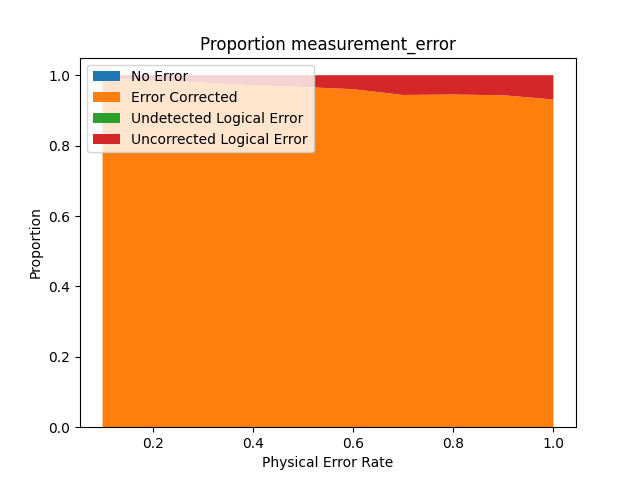 Proportion measurement_error
No Error
Error Corrected
Undetected Logical Error
Uncorrected Logical Error
1.0
0.8
0.6
0.4
0.2
0.0
Proportion
0.2 0.4 0.6 0.8 1.0
Physical Error Rate